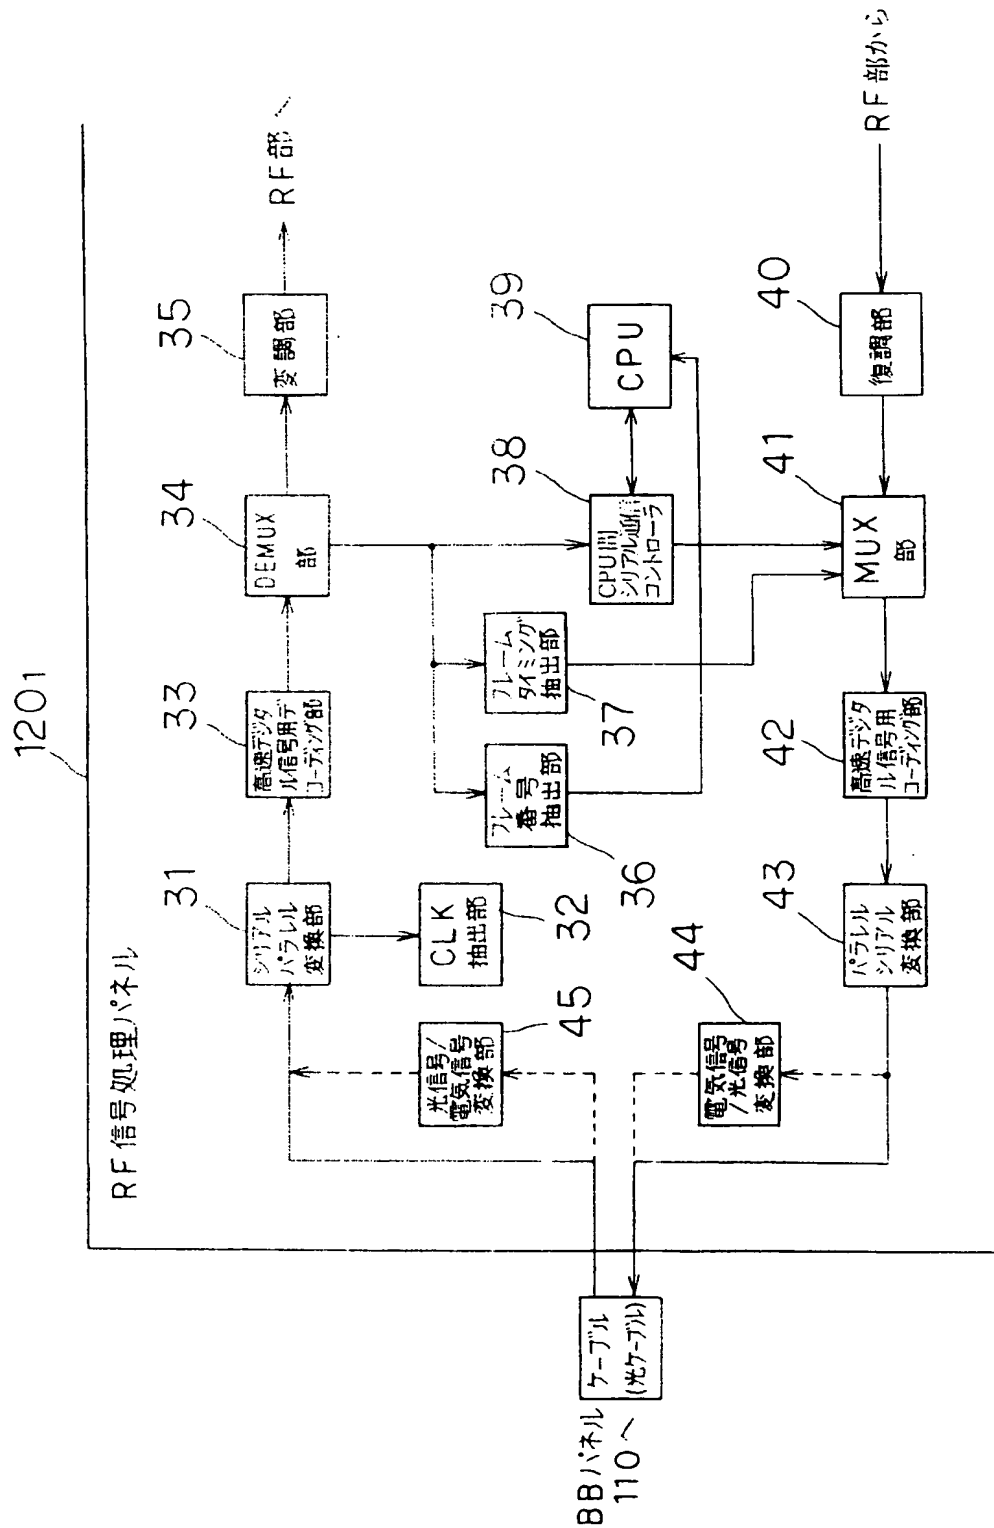 120₁
RF信号処理パネル
31
シリアル
パラレル
変換部
33
高速デジタ
ル信号用デ
コーディング部
34
DEMUX
部
35
変調部
RF部へ
CLK
抽出部
32
光信号/
電気信号
変換部
45
フレーム
番号
抽出部
36
フレーム
タイミング
抽出部
37
38
CPU間
シリアル通信
コントローラ
39
CPU
BBパネル
110へ
ケーブル
(光ケーブル)
44
電気信号
/光信号
変換部
43
パラレル
シリアル
変換部
42
高速デジタ
ル信号用
コーディング部
41
MUX
部
40
復調部
RF部から